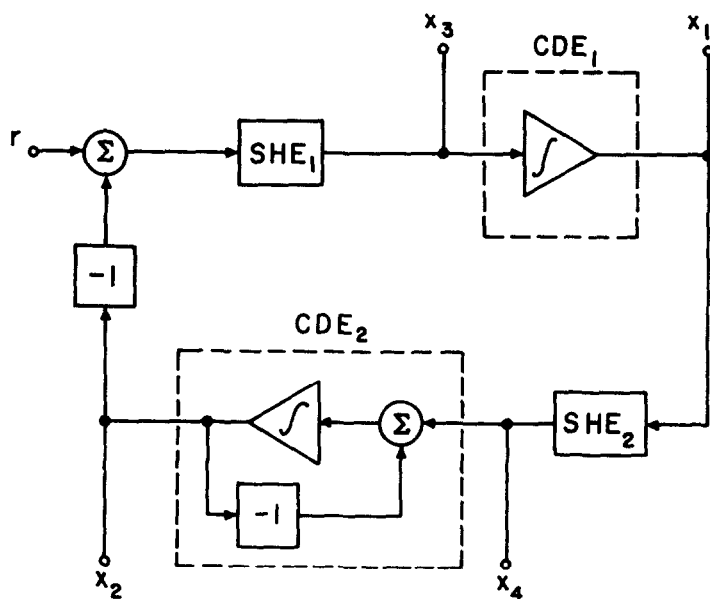 x₃
CDE₁
x₁
r
Σ
SHE₁
∫
-1
CDE₂
∫
Σ
SHE₂
-1
x₂
x₄